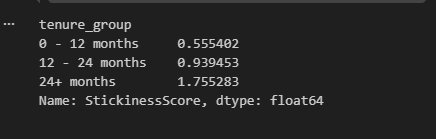 ...
tenure_group
0 - 12 months 0.555402
12 - 24 months 0.939453
24+ months 1.755283
Name: StickinessScore, dtype: float64